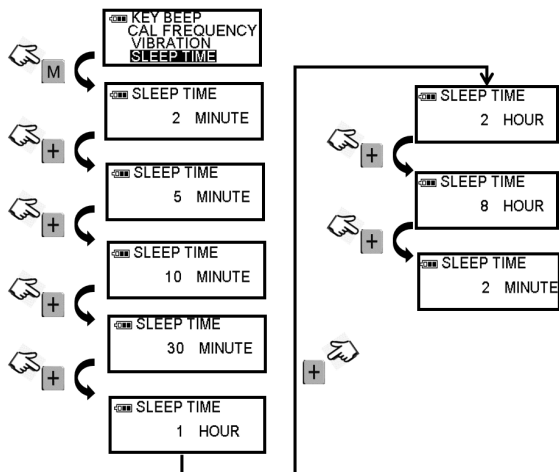 KEY BEEP
CAL FREQUENCY
VIBRATION
SLEEP TIME
M
SLEEP TIME
2 MINUTE
+
SLEEP TIME
5 MINUTE
+
SLEEP TIME
10 MINUTE
+
SLEEP TIME
30 MINUTE
+
SLEEP TIME
1 HOUR
+
SLEEP TIME
2 HOUR
+
SLEEP TIME
8 HOUR
+
SLEEP TIME
2 MINUTE